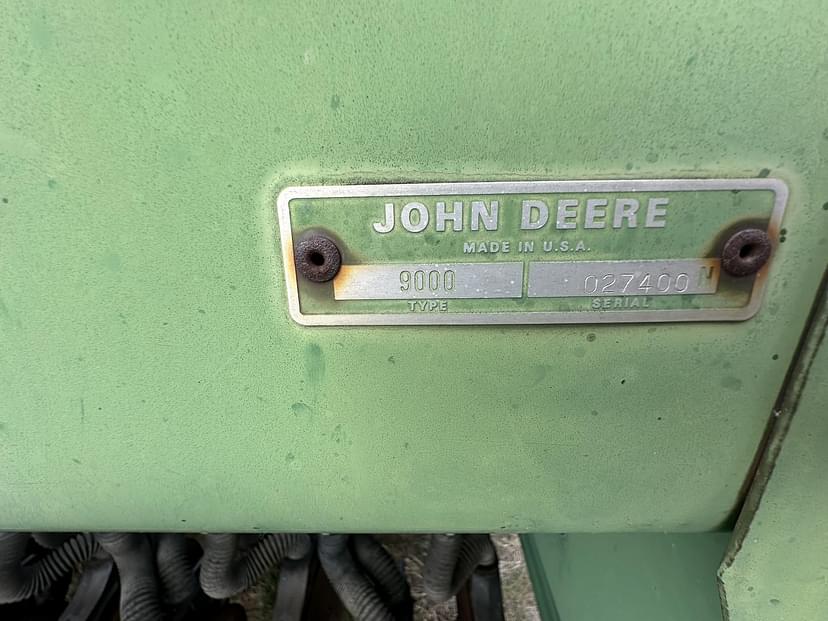 JOHN DEERE
MADE IN U.S.A.
9000 027400 N
TYPE SERIAL